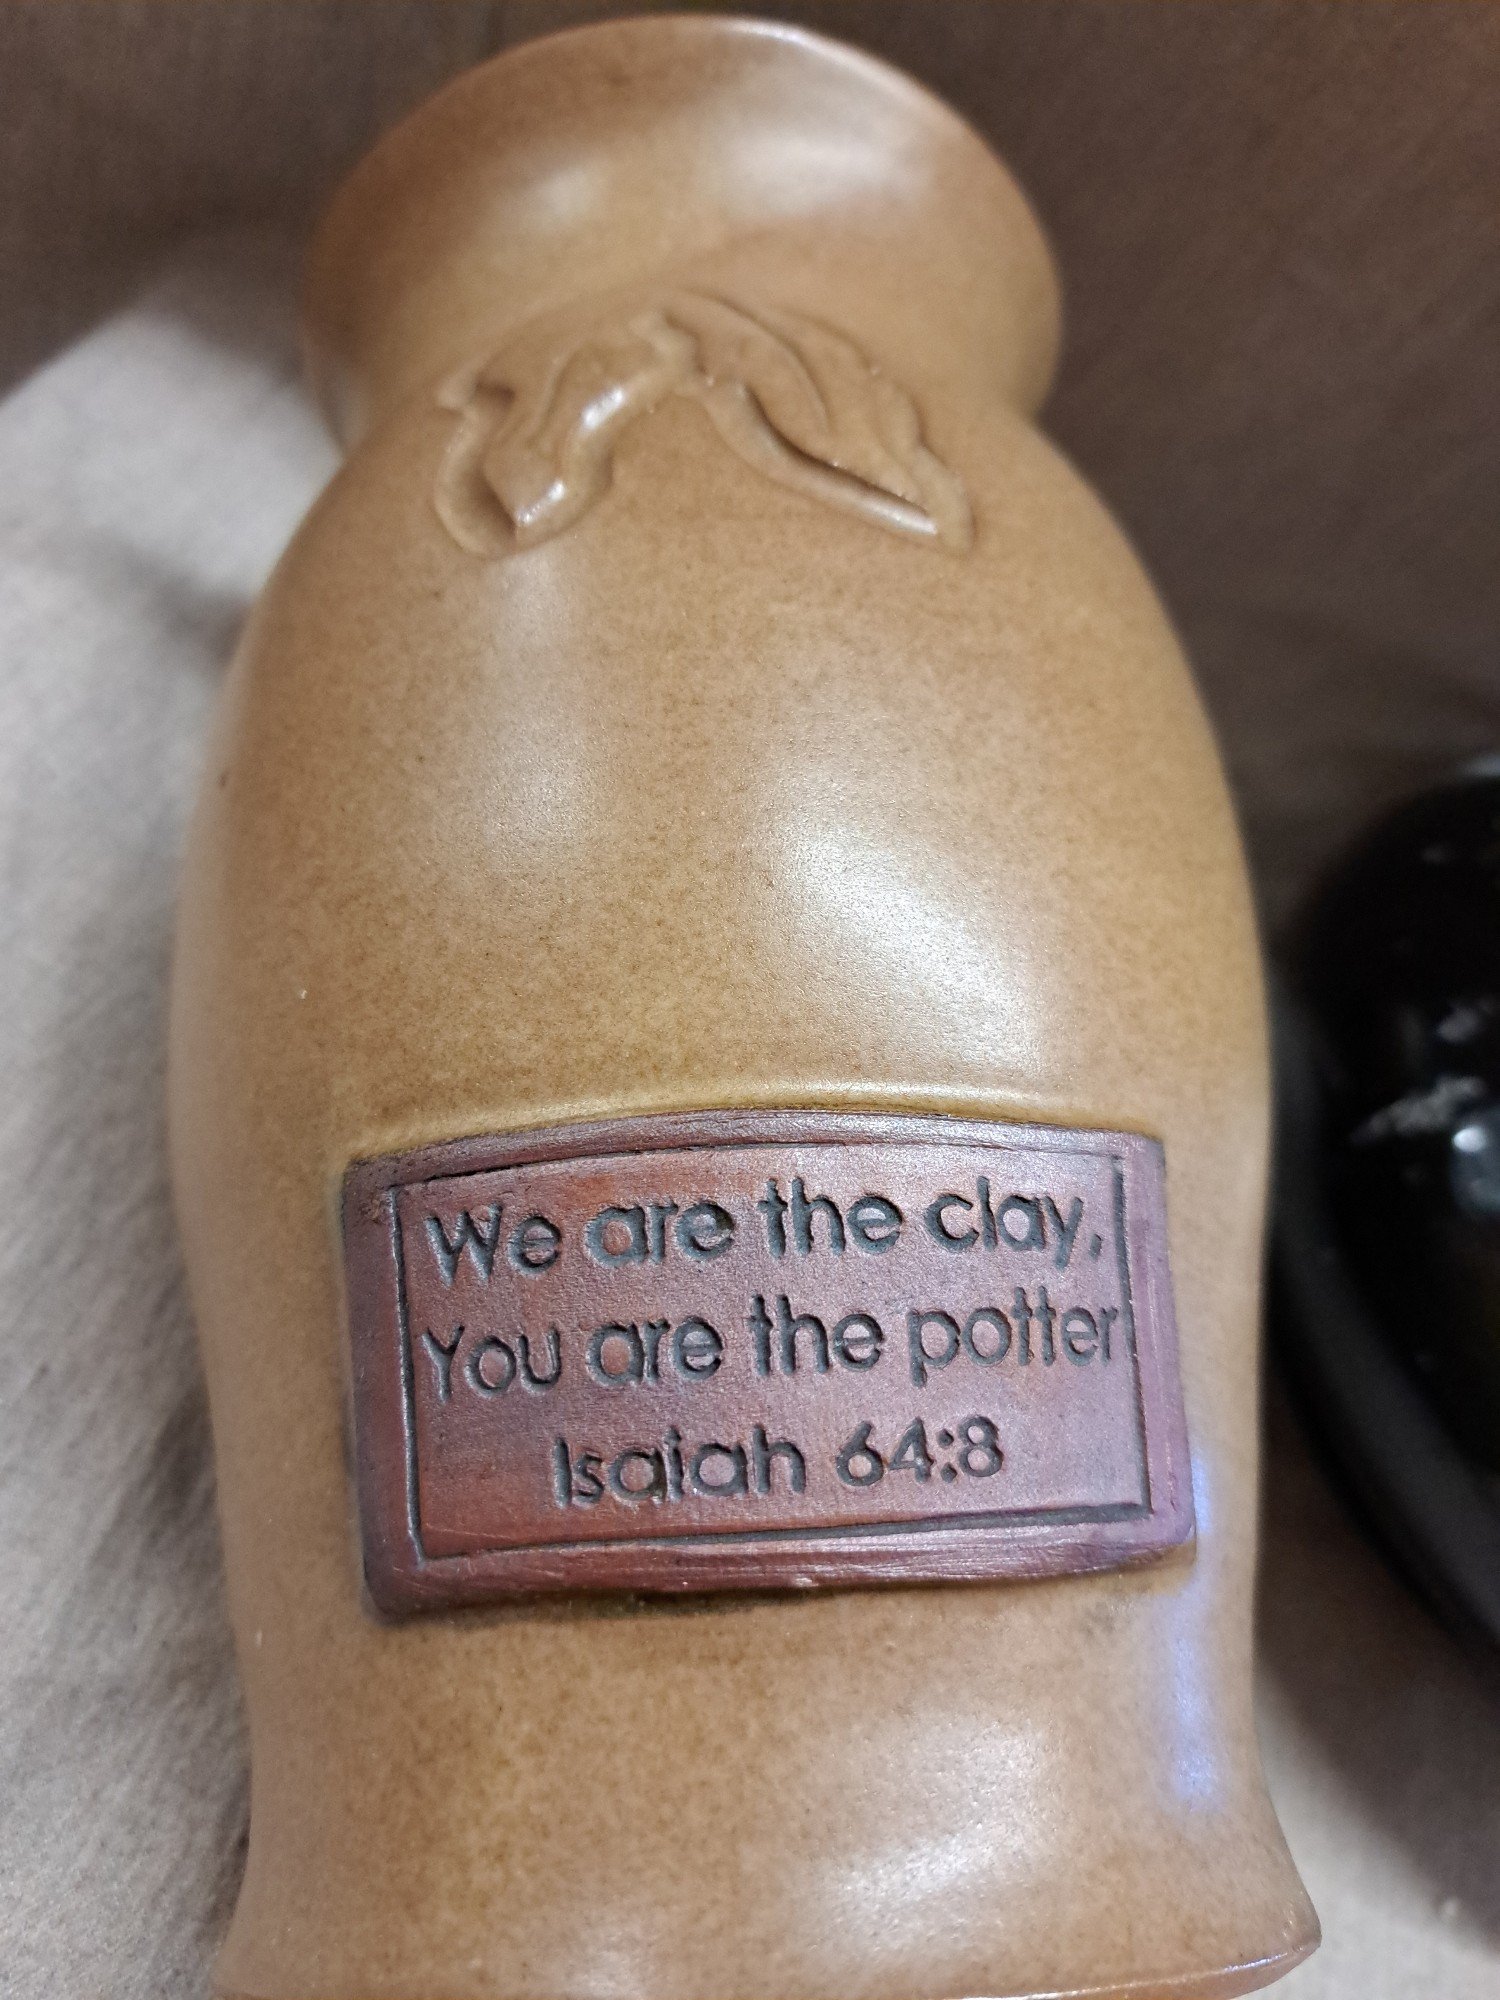 We are the clay,
You are the potter
Isaiah 64:8